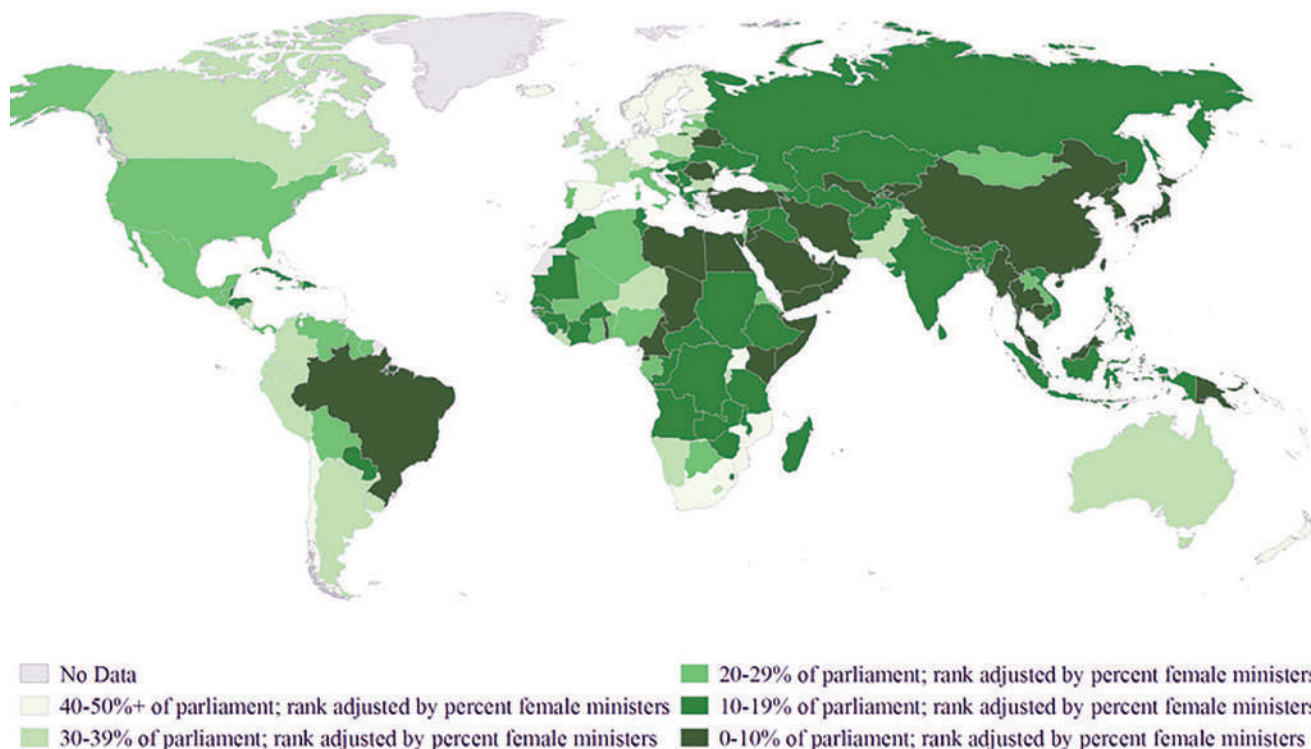 No Data
40-50%+ of parliament; rank adjusted by percent female ministers
30-39% of parliament; rank adjusted by percent female ministers
20-29% of parliament; rank adjusted by percent female ministers
10-19% of parliament; rank adjusted by percent female ministers
0-10% of parliament; rank adjusted by percent female ministers